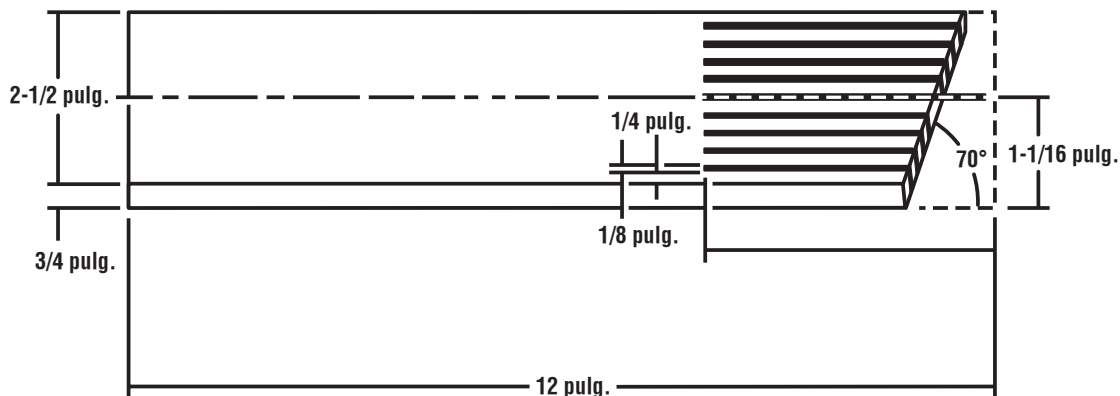 2-1/2 pulg.
1/4 pulg.
70°
1-1/16 pulg.
1/8 pulg.
3/4 pulg.
12 pulg.